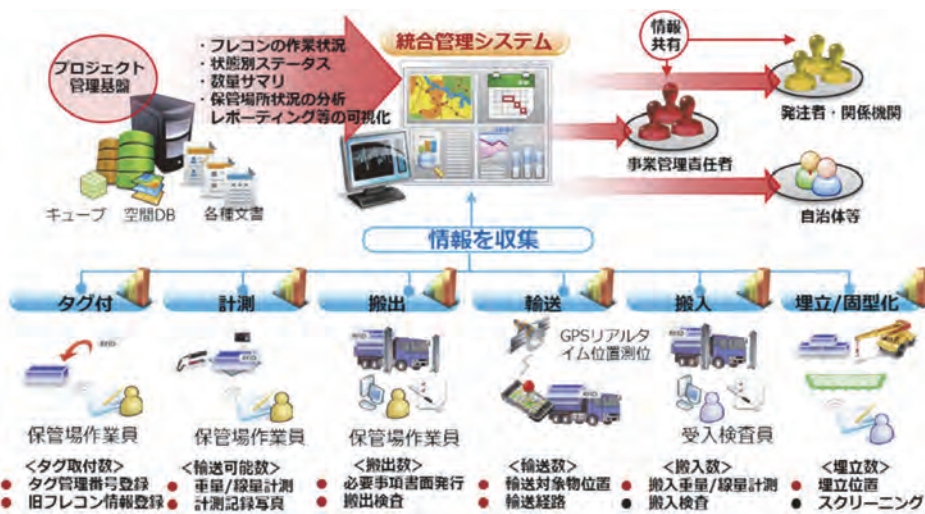 プロジェクト
管理基盤
・フレコンの作業状況
・状態別ステータス
・数量サマリ
・保管場所状況の分析
レポーティング等の可視化
統合管理システム
情報
共有
発注者・関係機関
事業管理責任者
自治体等
キューブ
空間DB
各種文書
情報を収集
タグ付
計測
搬出
輸送
搬入
埋立/固型化
GPSリアルタ
イム位置測位
保管場作業員
保管場作業員
保管場作業員
受入検査員
<タグ取付数>
● タグ管理番号登録
● 旧フレコン情報登録
<輸送可能数>
● 重量/線量計測
● 計測記録写真
<搬出数>
● 必要事項書面発行
● 搬出検査
<輸送数>
● 輸送対象物位置
● 輸送経路
<搬入数>
● 搬入重量/線量計測
● 搬入検査
<埋立数>
● 埋立位置
● スクリーニング